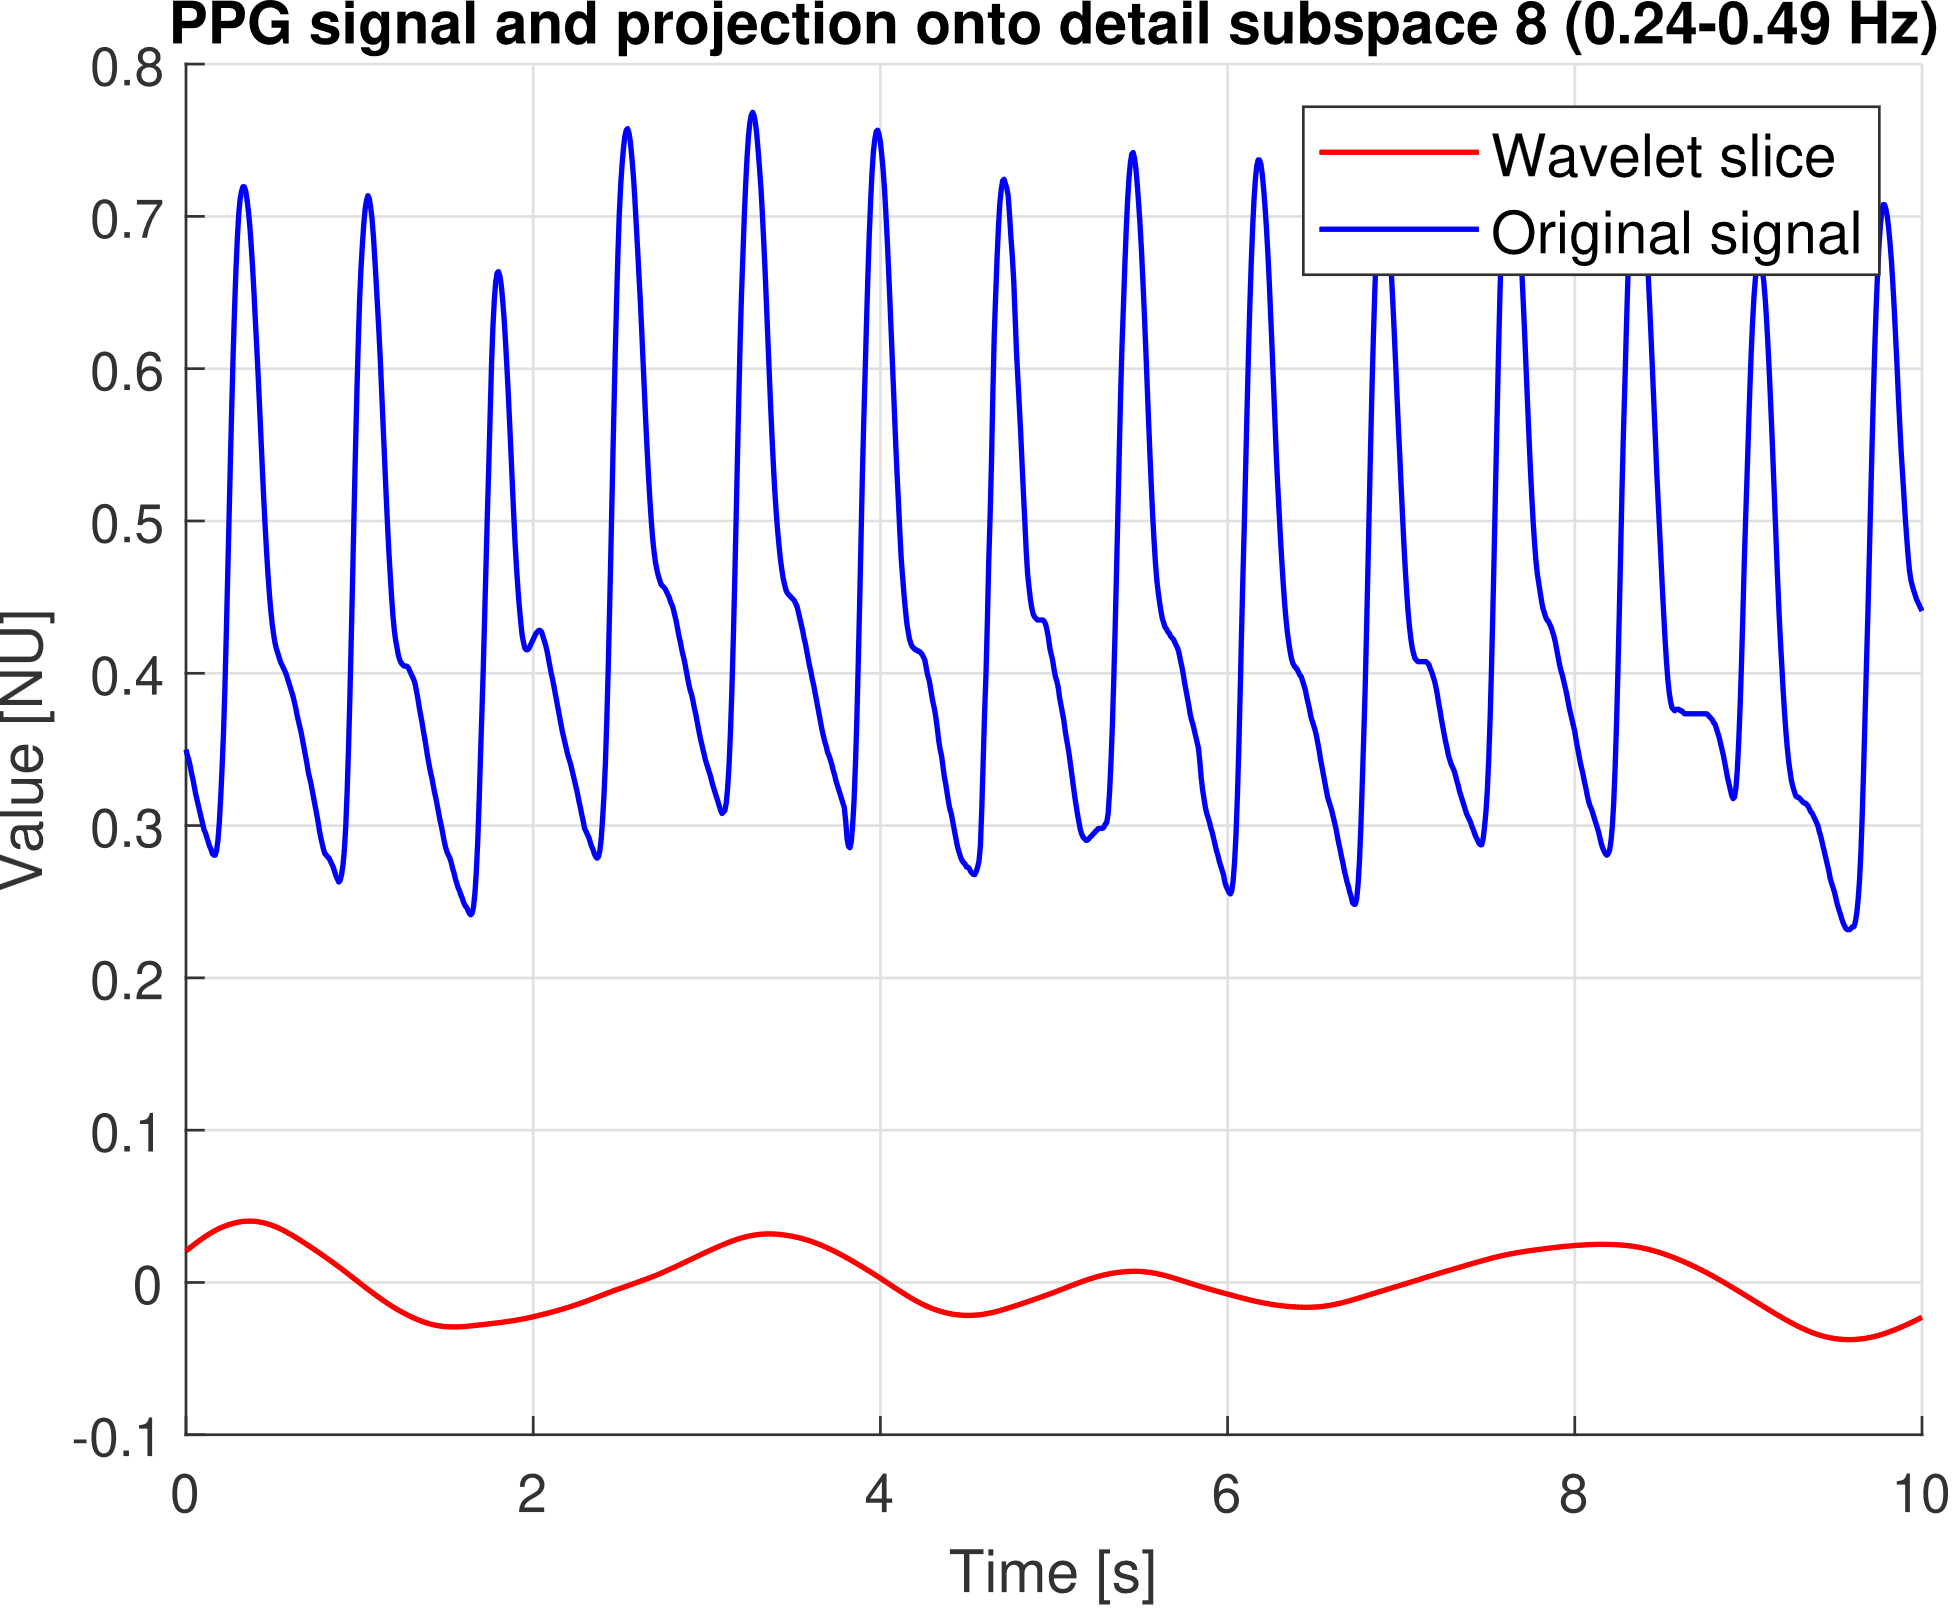 PPG signal and projection onto detail subspace 8 (0.24-0.49 Hz)
Wavelet slice
Original signal
0.8
0.7
0.6
0.5
0.4
0.3
0.2
0.1
0
-0.1
Value [NU]
0 2 4 6 8 10
Time [s]